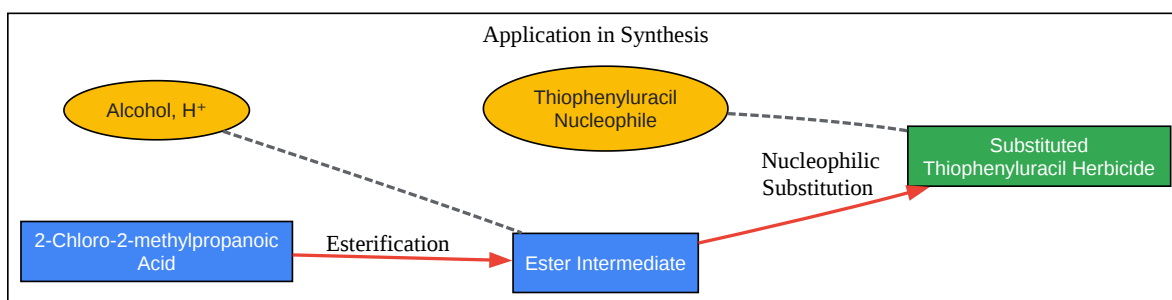 Application in Synthesis
Alcohol, H⁺
Thiophenyluracil
Nucleophile
Nucleophilic
Substitution
Substituted
Thiophenyluracil Herbicide
2-Chloro-2-methylpropanoic
Acid
Esterification
Ester Intermediate